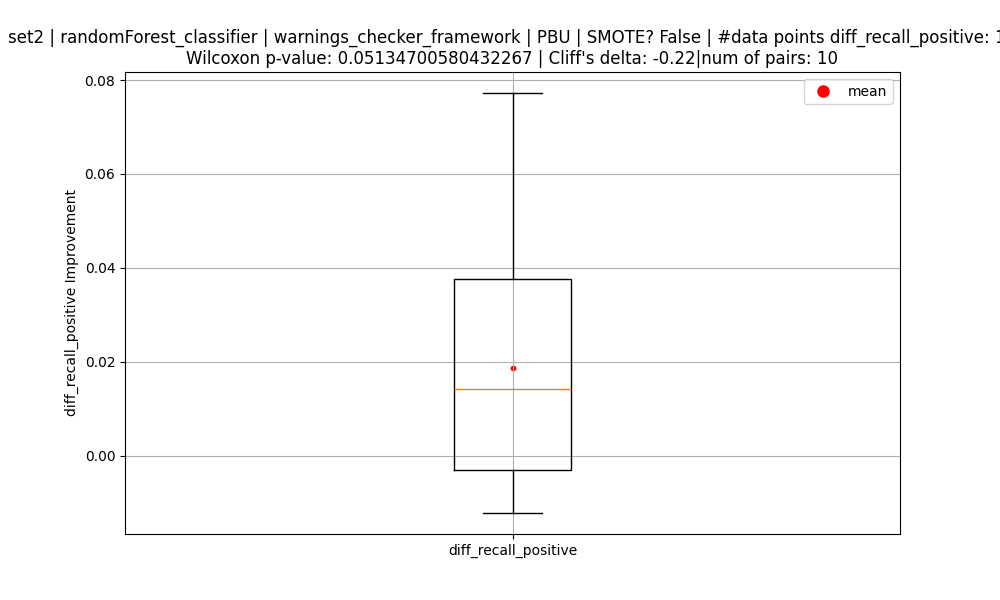 set2 | randomForest_classifier | warnings_checker_framework | PBU | SMOTE? False | #data points diff_recall_positive: 1
Wilcoxon p-value: 0.05134700580432267 | Cliff's delta: -0.22|num of pairs: 10
mean
0.08
0.06
0.04
0.02
0.00
diff_recall_positive Improvement
diff_recall_positive